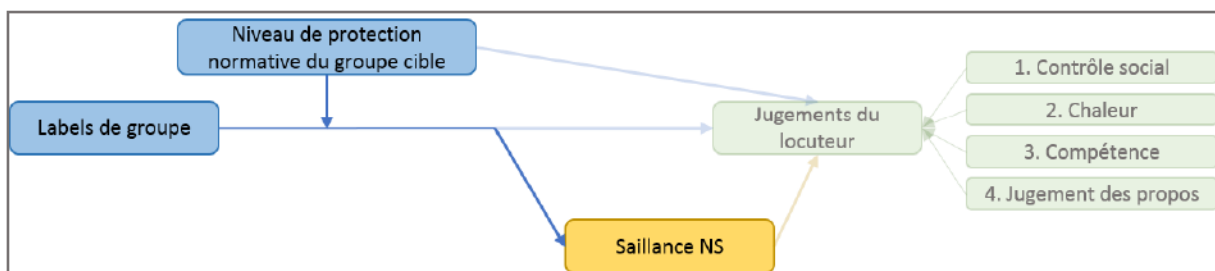 Niveau de protection
normative du groupe cible
Labels de groupe
Jugements du
locuteur
1. Contrôle social
2. Chaleur
3. Compétence
4. Jugement des propos
Saillance NS